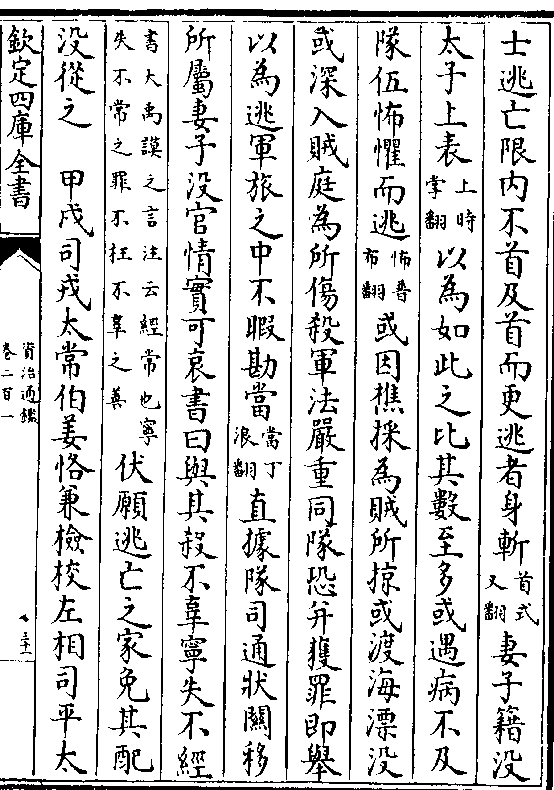 士逃亡限内不首及首而更逃者身斬首式又翻妻子籍没
太子上表上時掌翻以為如此之比其數至多或遇病不及
隊伍怖懼而逃怖普布翻或因樵採為賊所掠或渡海漂没
或深入賊庭為所傷殺軍法嚴重同隊恐并獲罪即舉
以為逃軍旅之中不暇勘當當丁浪翻直據隊司通狀關移
所屬妻子没官情實可哀書曰與其殺不辜寧失不經
書大禹謨之言注云經常也寧失不常之罪不枉不辜之善伏願逃亡之家免其配
没從之 甲戌司戎太常伯姜恪兼檢校左相司平太
欽定四庫全書
資治通鑑
卷二百一